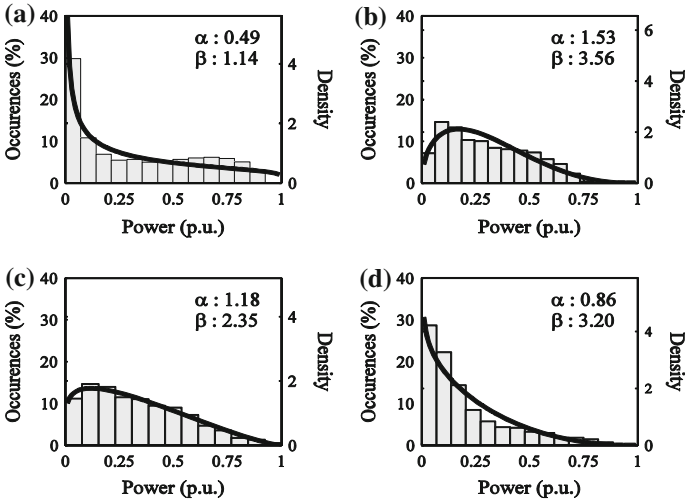 (a)
α : 0.49
β : 1.14
Occurences (%)
40
30
20
10
0
Density
4
2
0
0 0.25 0.5 0.75 1
Power (p.u.)
(b)
α : 1.53
β : 3.56
Occurences (%)
40
30
20
10
0
Density
6
4
2
0
0 0.25 0.5 0.75 1
Power (p.u.)
(c)
α : 1.18
β : 2.35
Occurences (%)
40
30
20
10
0
Density
4
2
0
0 0.25 0.5 0.75 1
Power (p.u.)
(d)
α : 0.86
β : 3.20
Occurences (%)
40
30
20
10
0
Density
4
2
0
0 0.25 0.5 0.75 1
Power (p.u.)